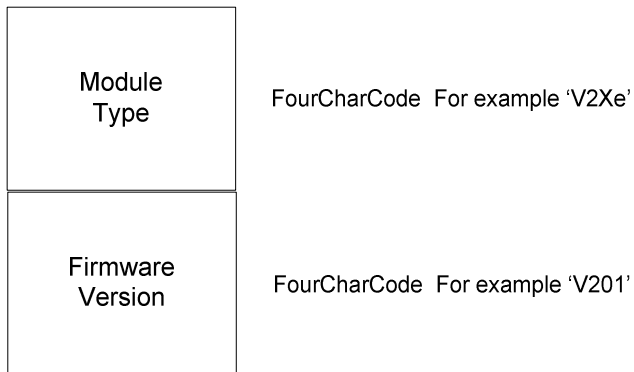 Module
Type
FourCharCode For example ‘V2Xe’
Firmware
Version
FourCharCode For example ‘V201’